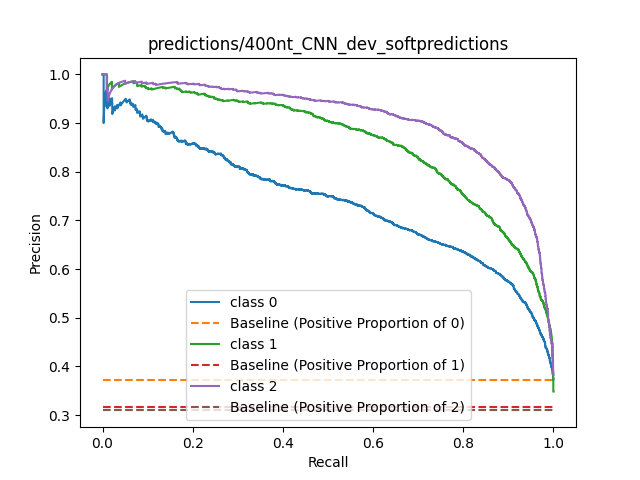 predictions/400nt_CNN_dev_softpredictions
1.0
0.9
0.8
0.7
0.6
0.5
0.4
0.3
Precision
class 0
Baseline (Positive Proportion of 0)
class 1
Baseline (Positive Proportion of 1)
class 2
Baseline (Positive Proportion of 2)
0.0 0.2 0.4 0.6 0.8 1.0
Recall